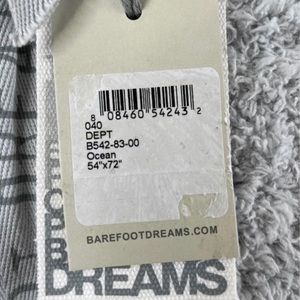 8 08460 54243 2
040
DEPT
B542-83-00
Ocean
54"x72"
BAREFOOTDREAMS.COM
DREAMS